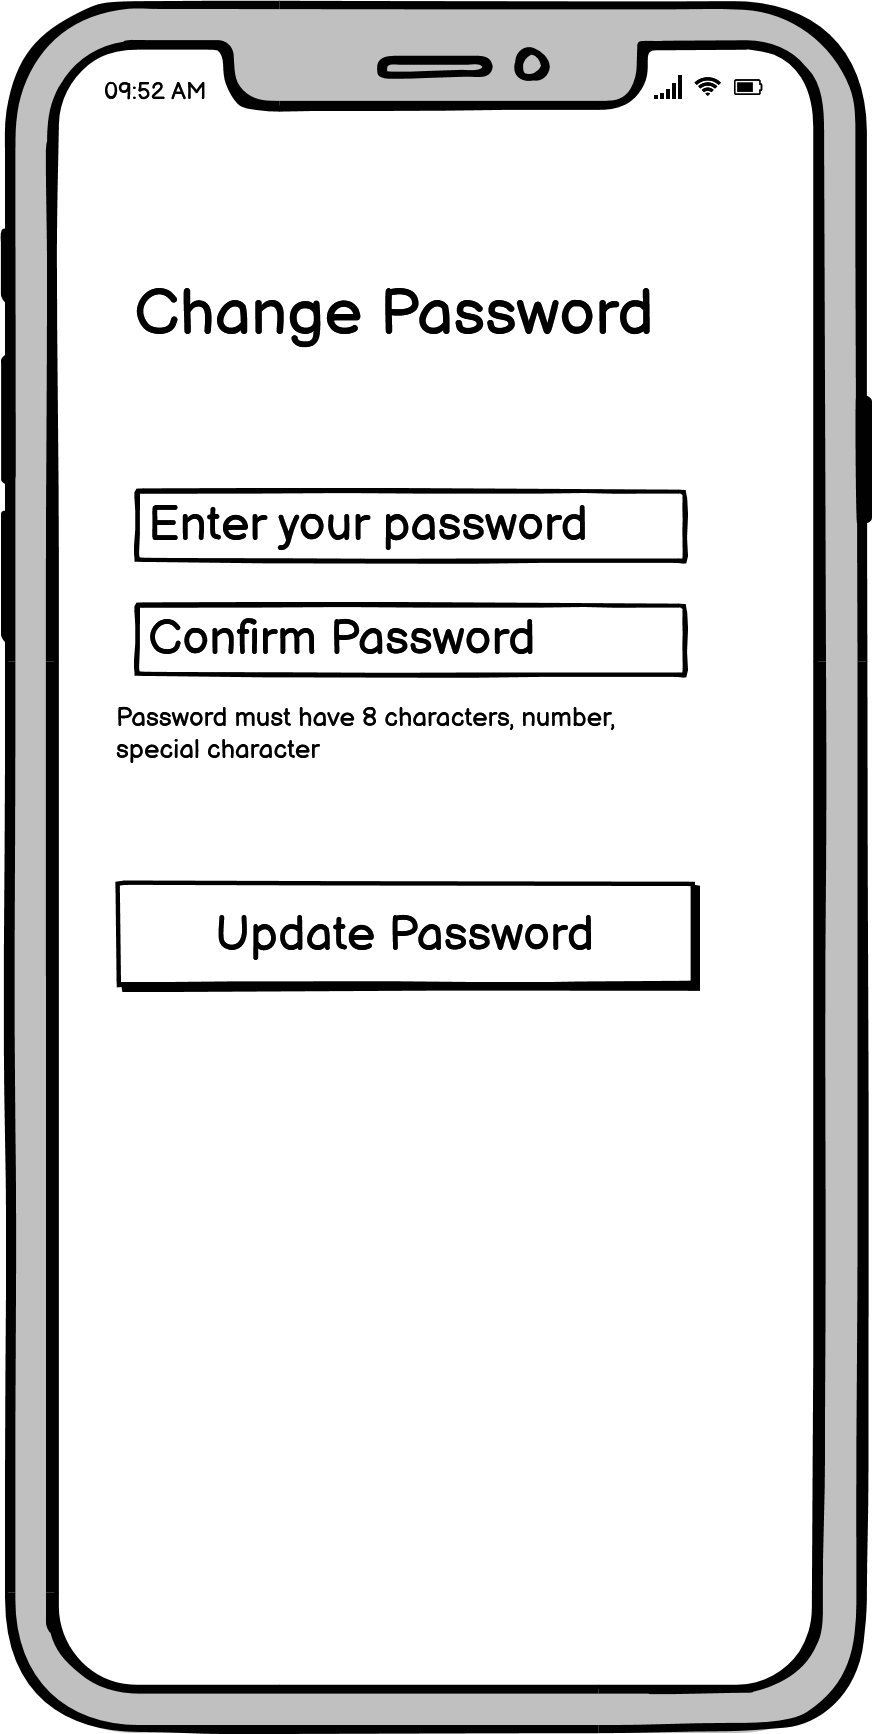 09:52 AM
Change Password
Enter your password
Confirm Password
Password must have 8 characters, number,
special character
Update Password